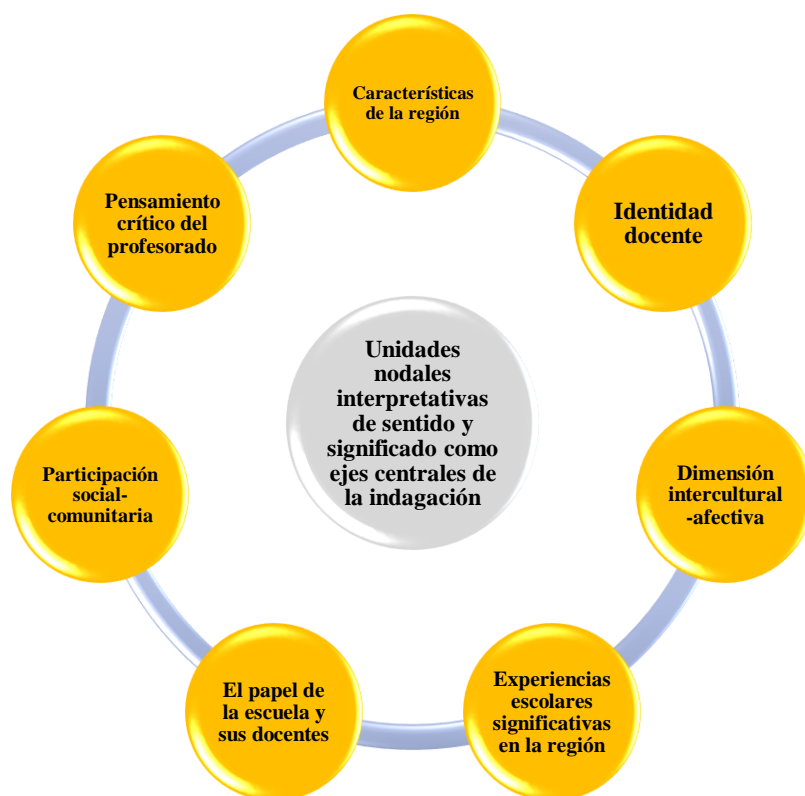 Características
de la región
Identidad
docente
Dimensión
intercultural
-afectiva
Experiencias
escolares
significativas
en la región
El papel de
la escuela y
sus docentes
Participación
social-
comunitaria
Pensamiento
crítico del
profesorado
Unidades
nodales
interpretativas
de sentido y
significado como
ejes centrales de
la indagación